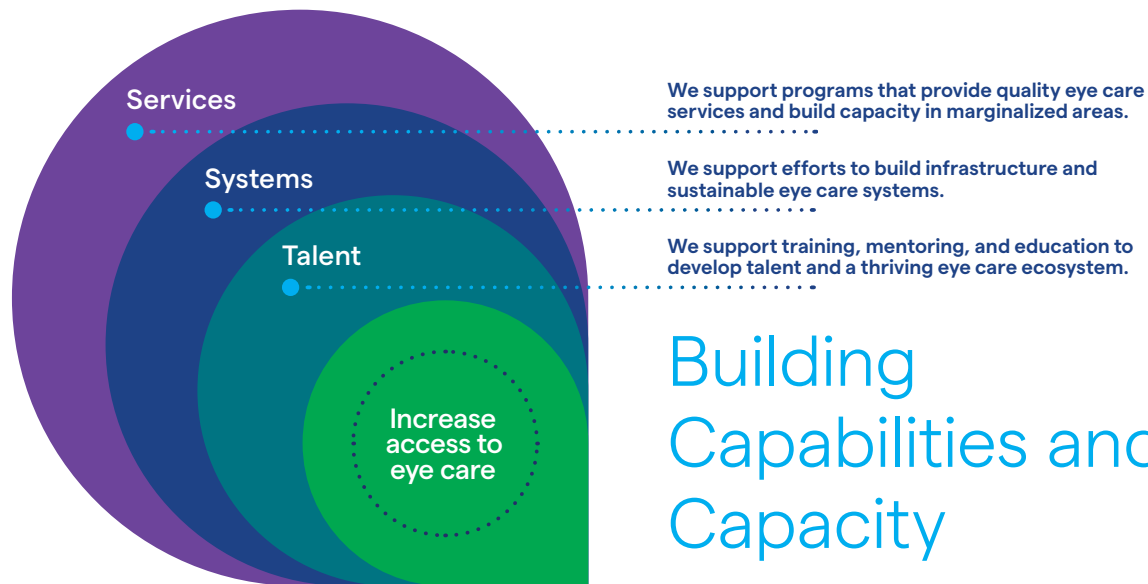 Services
We support programs that provide quality eye care
services and build capacity in marginalized areas.
Systems
We support efforts to build infrastructure and
sustainable eye care systems.
Talent
We support training, mentoring, and education to
develop talent and a thriving eye care ecosystem.
Increase
access to
eye care
Building
Capabilities and
Capacity